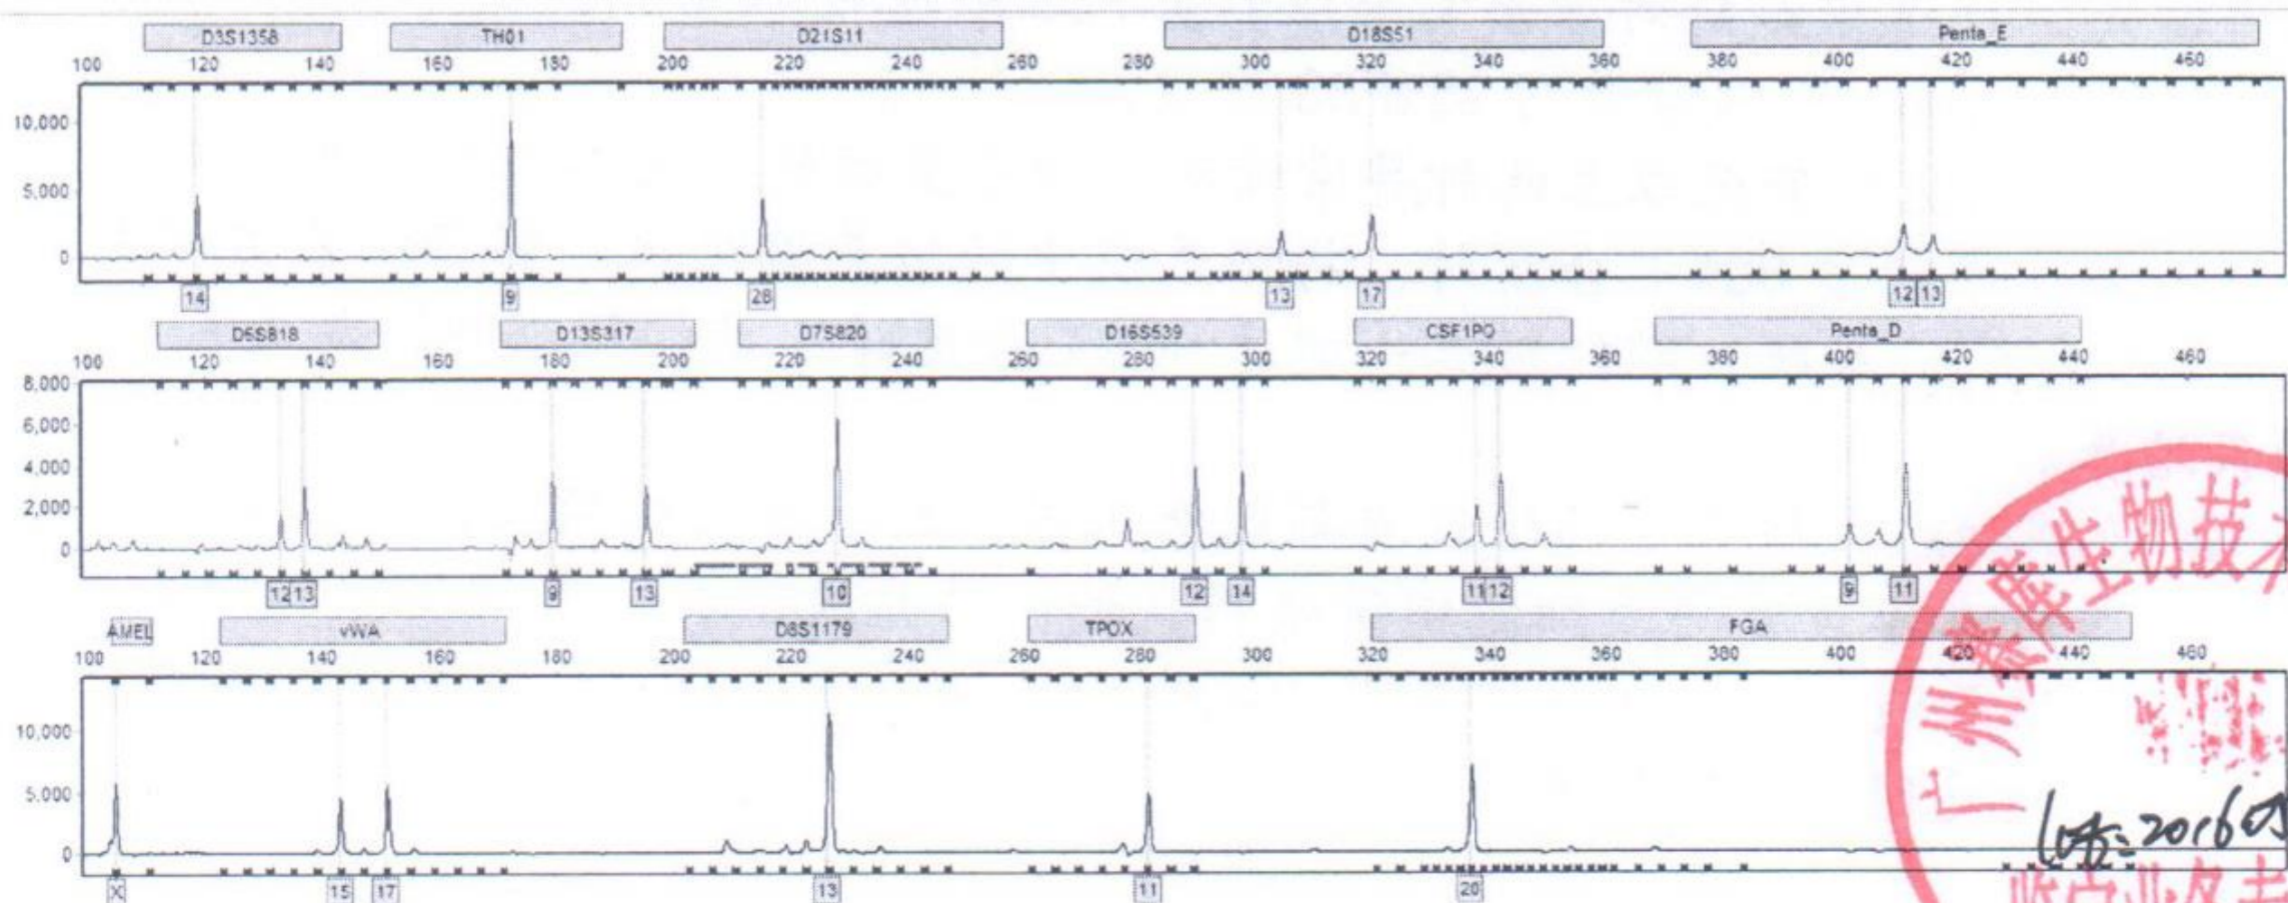 D3S1358 TH01 D21S11 D18S51 Penta_E
100 120 140 160 180 200 220 240 260 280 300 320 340 360 380 400 420 440 460
10,000
5,000
0
14 9 28 13 17 12 13
D5S818 D13S317 D7S820 D16S539 CSF1PO Penta_D
100 120 140 160 180 200 220 240 260 280 300 320 340 360 380 400 420 440 460
8,000
6,000
4,000
2,000
0
12 13 9 13 10 12 14 11 12 9 11
AMEL vWA D8S1179 TPOX FGA
100 120 140 160 180 200 220 240 260 280 300 320 340 360 380 400 420 440 460
10,000
5,000
0
X 15 17 13 11 20
广州 库生物技术